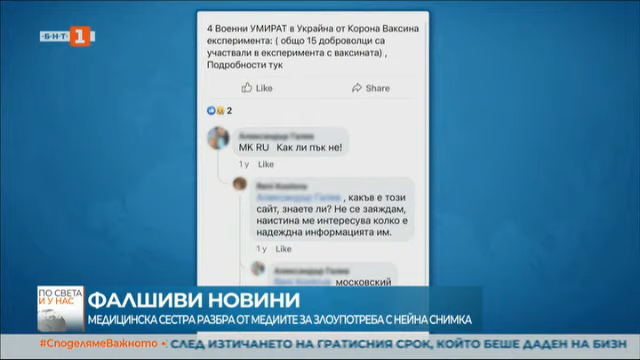 БНТ 1
4 Военни УМИРАТ в Украйна от Корона Ваксина
експеримента: ( общо 15 доброволци са
участвали в експеримента с ваксината) ,
Подробности тук
Like Share
2
MK RU Как ли пък не!
1 y Like
, какъв е този
сайт, знаете ли? Не се заяждам,
наистина ме интересува колко е
надеждна информацията им.
1 y Like
московский
ПО СВЕТА
И У НАС
ФАЛШИВИ НОВИНИ
МЕДИЦИНСКА СЕСТРА РАЗБРА ОТ МЕДИИТЕ ЗА ЗЛОУПОТРЕБА С НЕЙНА СНИМКА
#СподелямеВажното • СЛЕД ИЗТИЧАНЕТО НА ГРАТИСНИЯ СРОК, КОЙТО БЕШЕ ДАДЕН НА БИЗН